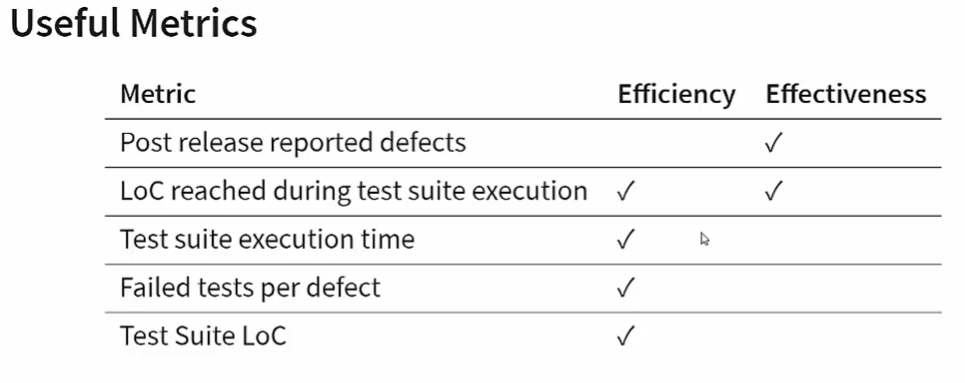 Useful Metrics
Metric Efficiency Effectiveness
Post release reported defects ✓
LoC reached during test suite execution ✓ ✓
Test suite execution time ✓
Failed tests per defect ✓
Test Suite LoC ✓